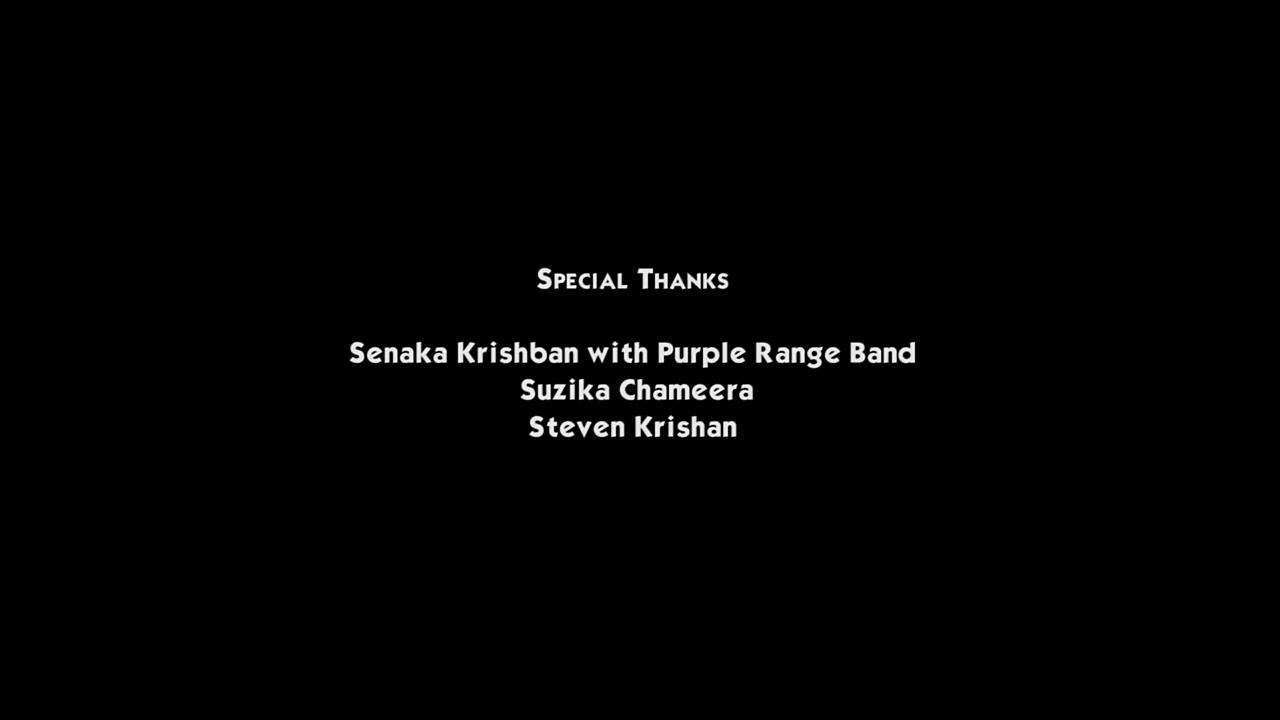 Special Thanks
Senaka Krishban with Purple Range Band
Suzika Chameera
Steven Krishan